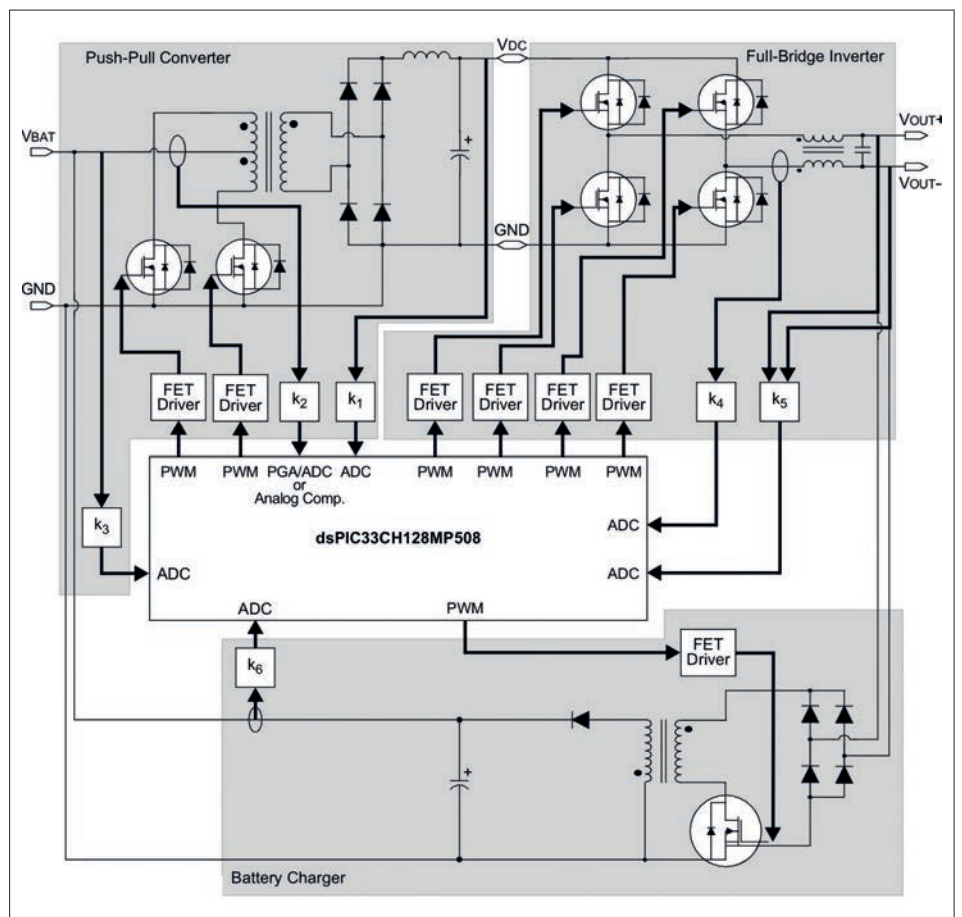 Push-Pull Converter
VDC
Full-Bridge Inverter
VBAT
VOUT+
VOUT-
GND
GND
FET
Driver
FET
Driver
k2
k1
FET
Driver
FET
Driver
FET
Driver
FET
Driver
k4
k5
PWM
PWM
PGA/ADC
or
Analog Comp.
ADC
PWM
PWM
PWM
PWM
k3
dsPIC33CH128MP508
ADC
ADC
ADC
ADC
PWM
k6
FET
Driver
+
+
Battery Charger